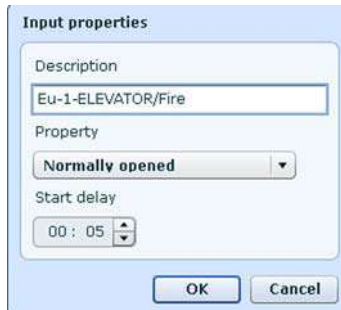 Input properties
Description
Eu-1-ELEVATOR/Fire
Property
Normally opened
Start delay
00 : 05
OK Cancel